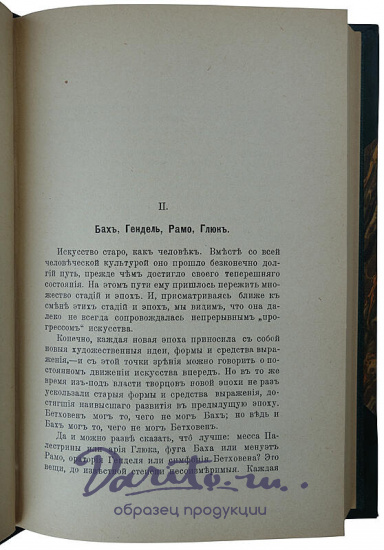 II.
Бахъ, Гендель, Рамо, Глюкъ.
Искусство старо, какъ человѣкъ. Вмѣстѣ со всей
человѣческой культурой оно прошло безконечно дол-
гій путь, прежде чѣмъ достигло своего теперешняго
состоянія. На этомъ пути ему пришлось пережить мно-
жество стадій и эпохъ. И, присматриваясь ближе къ
смѣнѣ этихъ стадій и эпохъ, мы видимъ, что она да-
леко не всегда сопровождалась непрерывнымъ „про-
грессомъ“ искусства.
Конечно, каждая новая эпоха приносила съ собой
новыя художественныя идеи, формы и средства выра-
женія,—и съ этой точки зрѣнія можно говорить о по-
стоянномъ движеніи искусства впередъ. Но въ то же
время изъ-подъ власти творцовъ новой эпохи не разъ
ускользали старыя формы и средства выраженія, до-
стигшія наивысшаго развитія въ предыдущую эпоху.
Бетховенъ могъ то, чего не могъ Бахъ; но вѣдь и
Бахъ могъ то, чего не могъ Бетховенъ.
Да и можно развѣ сказать, что́ лучше: месса Па-
лестрины или арія Глюка, фуга Баха или менуэтъ
Рамо, ораторія Генделя или симфонія Бетховена? Это
вещи, до извѣстной степени несоизмѣримыя. Каждая
Darito.ru
образец продукции